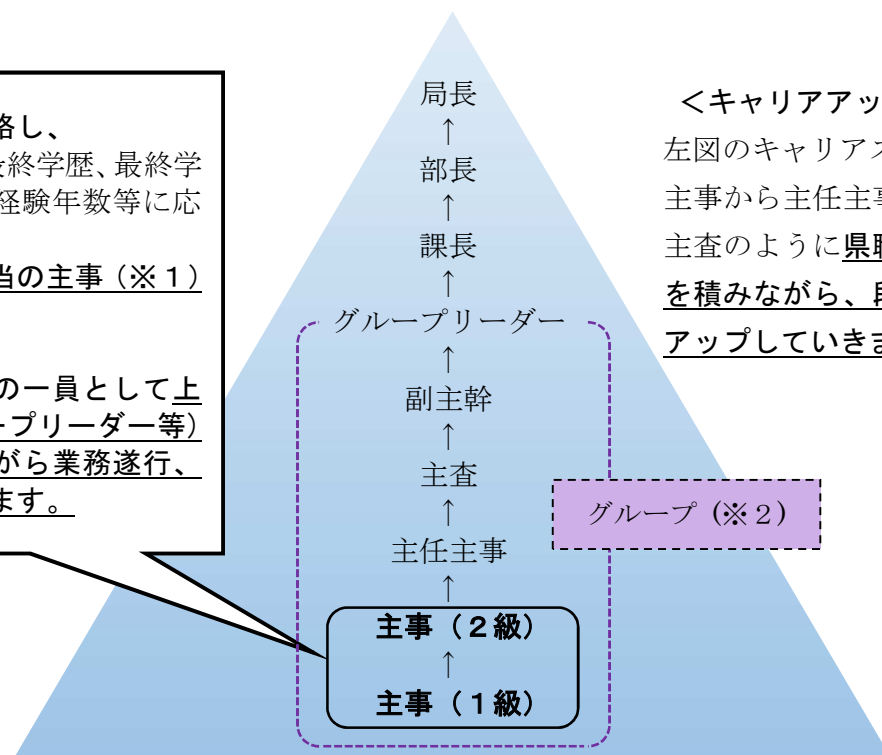 略し、
最終学歴、最終学
経験年数等に応
当の主事（※１）
の一員として上
ープリーダー等）
がら業務遂行、
ます。
局長
↑
部長
↑
課長
↑
グループリーダー
↑
副主幹
↑
主査
↑
主任主事
↑
主事（２級）
↑
主事（１級）
グループ（※２）
＜キャリアアッ
左図のキャリアス
主事から主任主事
主査のように県職
を積みながら、段
アップしていきま